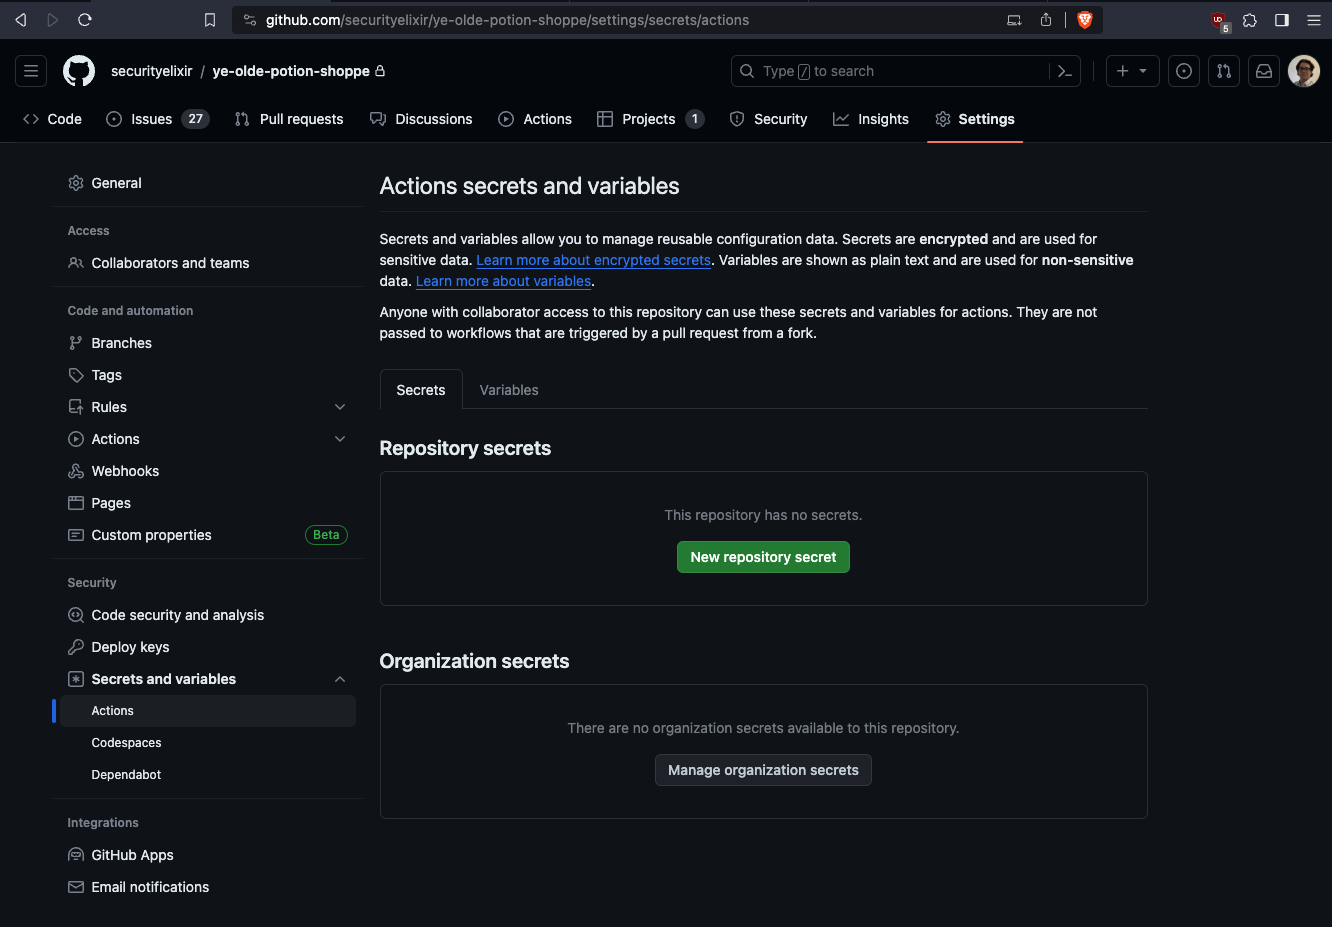 github.com/securityelixir/ye-olde-potion-shoppe/settings/secrets/actions
UD
5
securityelixir / ye-olde-potion-shoppe
Type / to search
Code
Issues 27
Pull requests
Discussions
Actions
Projects 1
Security
Insights
Settings
General
Access
Collaborators and teams
Code and automation
Branches
Tags
Rules
Actions
Webhooks
Pages
Custom properties Beta
Security
Code security and analysis
Deploy keys
Secrets and variables
Actions
Codespaces
Dependabot
Integrations
GitHub Apps
Email notifications
Actions secrets and variables
Secrets and variables allow you to manage reusable configuration data. Secrets are encrypted and are used for
sensitive data. Learn more about encrypted secrets. Variables are shown as plain text and are used for non-sensitive
data. Learn more about variables.
Anyone with collaborator access to this repository can use these secrets and variables for actions. They are not
passed to workflows that are triggered by a pull request from a fork.
Secrets
Variables
Repository secrets
This repository has no secrets.
New repository secret
Organization secrets
There are no organization secrets available to this repository.
Manage organization secrets